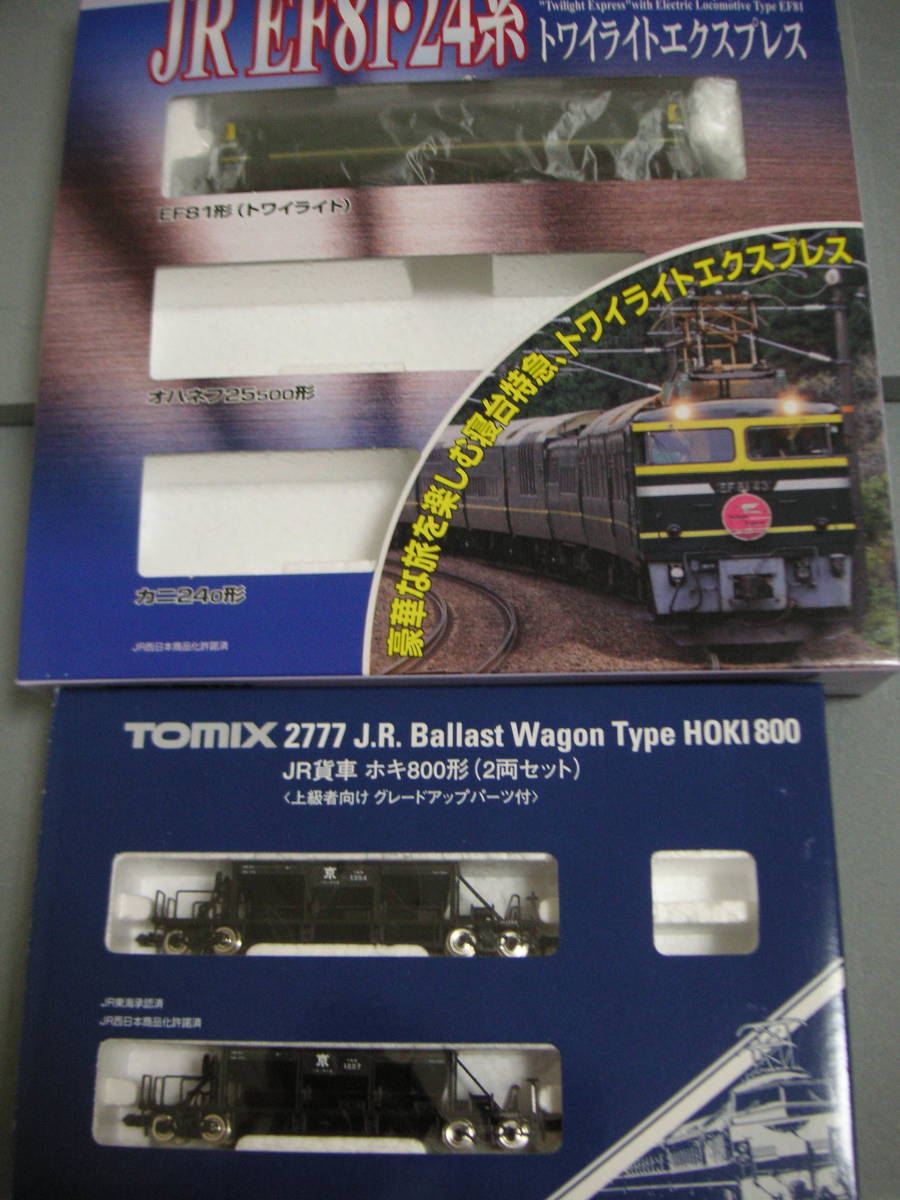 JR EF81·24系
"Twilight Express" with Electric Locomotive Type EF81
トワイライトエクスプレス
EF81形(トワイライト)
オハネフ25500形
カニ240形
豪華な旅を楽しむ寝台特急、トワイライトエクスプレス
EF81 43
JR西日本商品化許諾済
TOMIX 2777 J.R. Ballast Wagon Type HOKI 800
JR貨車 ホキ800形(2両セット)
〈上級者向け グレードアップパーツ付〉
京
JR東海承認済
JR西日本商品化許諾済
京